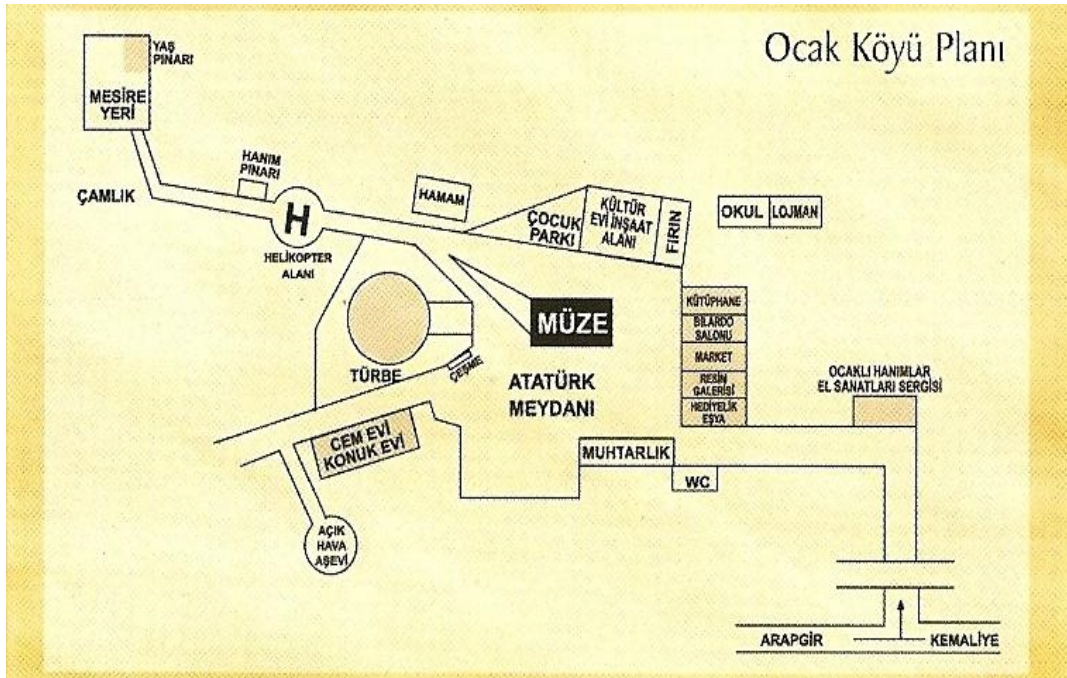 Ocak Köyü Planı
YAŞ
PINARI
MESİRE
YERİ
HANIM
PINARI
ÇAMLIK
H
HELİKOPTER
ALANI
HAMAM
ÇOCUK
PARKI
KÜLTÜR
EVİ İNŞAAT
ALANI
FIRIN
OKUL
LOJMAN
TÜRBE
ÇEŞME
MÜZE
ATATÜRK
MEYDANI
KÜTÜPHANE
BİLARDO
SALONU
MARKET
RESİN
GALERİSİ
HEDİYELİK
EŞYA
OCAKLI HANIMLAR
EL SANATLARI SERGİSİ
CEM EVİ
KONUK EVİ
MUHTARLIK
WC
AÇIK
HAVA
AŞEVİ
ARAPGİR
KEMALİYE